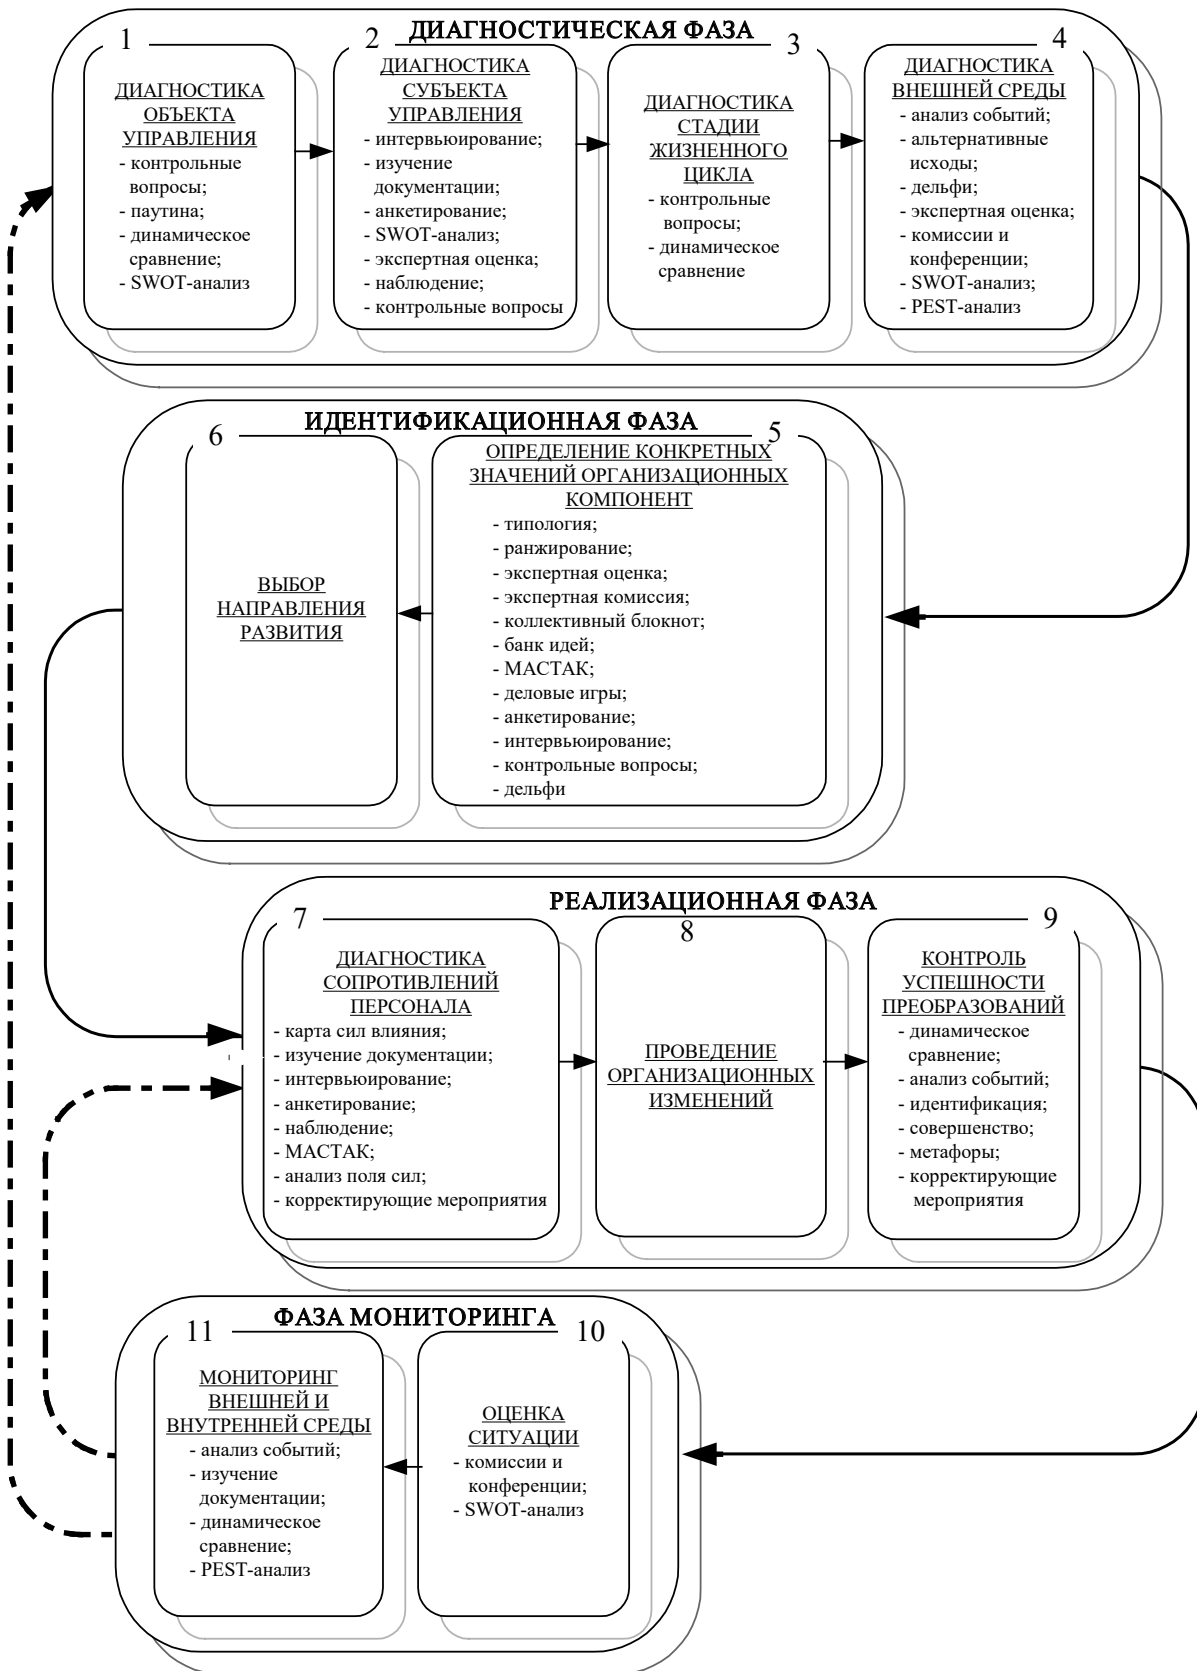 ДИАГНОСТИЧЕСКАЯ ФАЗА
1
ДИАГНОСТИКА
ОБЪЕКТА
УПРАВЛЕНИЯ
- контрольные
вопросы;
- паутина;
- динамическое
сравнение;
- SWOT-анализ
2
ДИАГНОСТИКА
СУБЪЕКТА
УПРАВЛЕНИЯ
- интервьюирование;
- изучение
документации;
- анкетирование;
- SWOT-анализ;
- экспертная оценка;
- наблюдение;
- контрольные вопросы
3
ДИАГНОСТИКА
СТАДИИ
ЖИЗНЕННОГО
ЦИКЛА
- контрольные
вопросы;
- динамическое
сравнение
4
ДИАГНОСТИКА
ВНЕШНЕЙ СРЕДЫ
- анализ событий;
- альтернативные
исходы;
- дельфи;
- экспертная оценка;
- комиссии и
конференции;
- SWOT-анализ;
- PEST-анализ
ИДЕНТИФИКАЦИОННАЯ ФАЗА
6
ВЫБОР
НАПРАВЛЕНИЯ
РАЗВИТИЯ
5
ОПРЕДЕЛЕНИЕ КОНКРЕТНЫХ
ЗНАЧЕНИЙ ОРГАНИЗАЦИОННЫХ
КОМПОНЕНТ
- типология;
- ранжирование;
- экспертная оценка;
- экспертная комиссия;
- коллективный блокнот;
- банк идей;
- МАСТАК;
- деловые игры;
- анкетирование;
- интервьюирование;
- контрольные вопросы;
- дельфи
РЕАЛИЗАЦИОННАЯ ФАЗА
7
ДИАГНОСТИКА
СОПРОТИВЛЕНИЙ
ПЕРСОНАЛА
- карта сил влияния;
- изучение документации;
- интервьюирование;
- анкетирование;
- наблюдение;
- МАСТАК;
- анализ поля сил;
- корректирующие мероприятия
8
ПРОВЕДЕНИЕ
ОРГАНИЗАЦИОННЫХ
ИЗМЕНЕНИЙ
9
КОНТРОЛЬ
УСПЕШНОСТИ
ПРЕОБРАЗОВАНИЙ
- динамическое
сравнение;
- анализ событий;
- идентификация;
- совершенство;
- метафоры;
- корректирующие
мероприятия
ФАЗА МОНИТОРИНГА
11
МОНИТОРИНГ
ВНЕШНЕЙ И
ВНУТРЕННЕЙ СРЕДЫ
- анализ событий;
- изучение
документации;
- динамическое
сравнение;
- PEST-анализ
10
ОЦЕНКА
СИТУАЦИИ
- комиссии и
конференции;
- SWOT-анализ